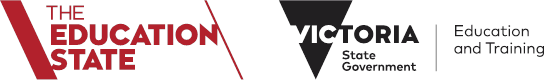 THE
EDUCATION
STATE
VICTORIA
State
Government
Education
and Training